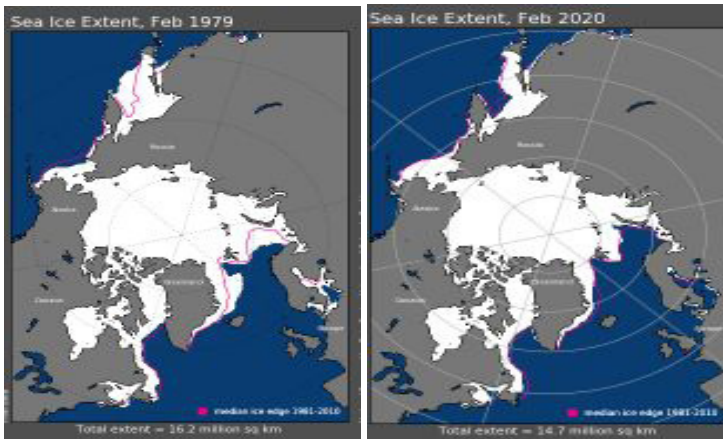 Sea Ice Extent, Feb 1979
Russia
Alaska
Canada
Greenland
median ice edge 1981-2010
Total extent = 16.2 million sq km
Sea Ice Extent, Feb 2020
Russia
Alaska
Canada
Greenland
median ice edge 1981-2010
Total extent = 14.7 million sq km